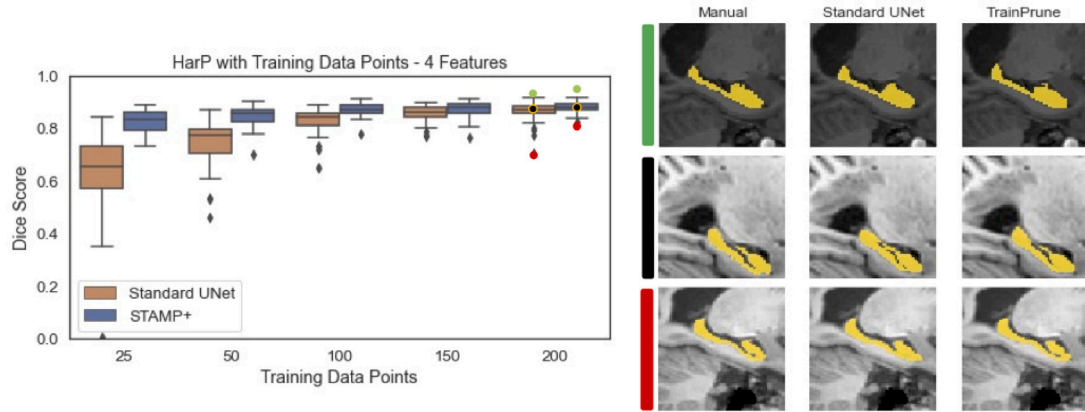 HarP with Training Data Points - 4 Features
Dice Score
1.0
0.8
0.6
0.4
0.2
0.0
Standard UNet
STAMP+
25 50 100 150 200
Training Data Points
Manual Standard UNet TrainPrune